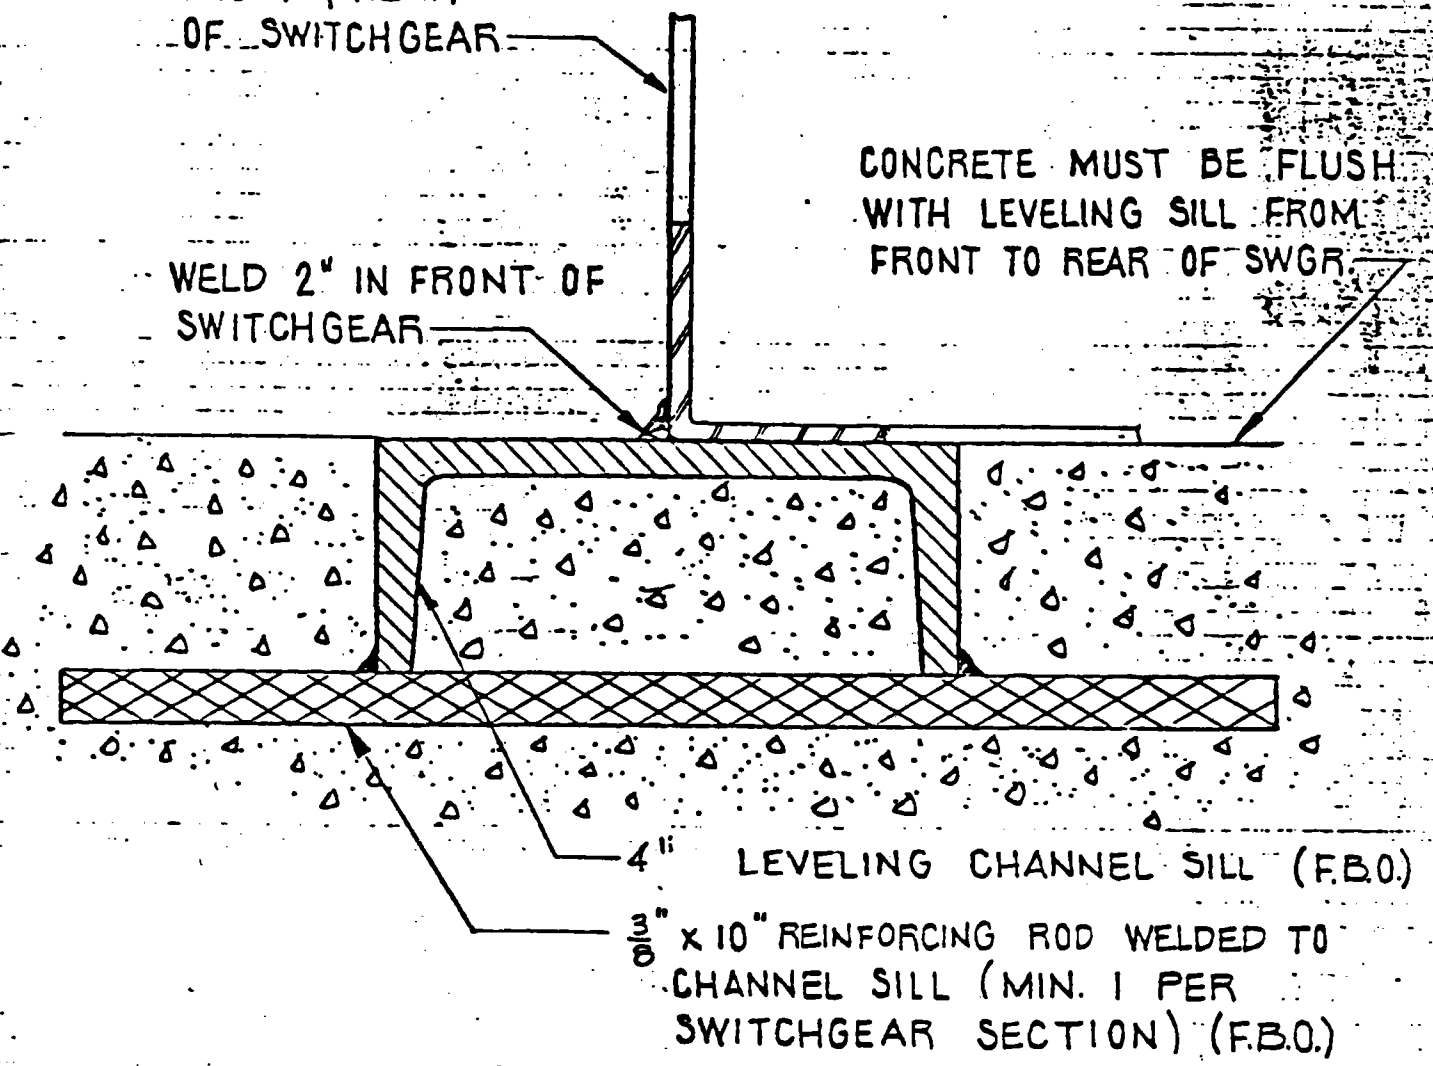 OF SWITCHGEAR
CONCRETE MUST BE FLUSH
WITH LEVELING SILL FROM
FRONT TO REAR OF SWGR.
WELD 2" IN FRONT OF
SWITCHGEAR
4" LEVELING CHANNEL SILL (F.B.O.)
3/8" x 10" REINFORCING ROD WELDED TO
CHANNEL SILL (MIN. 1 PER
SWITCHGEAR SECTION) (F.B.O.)